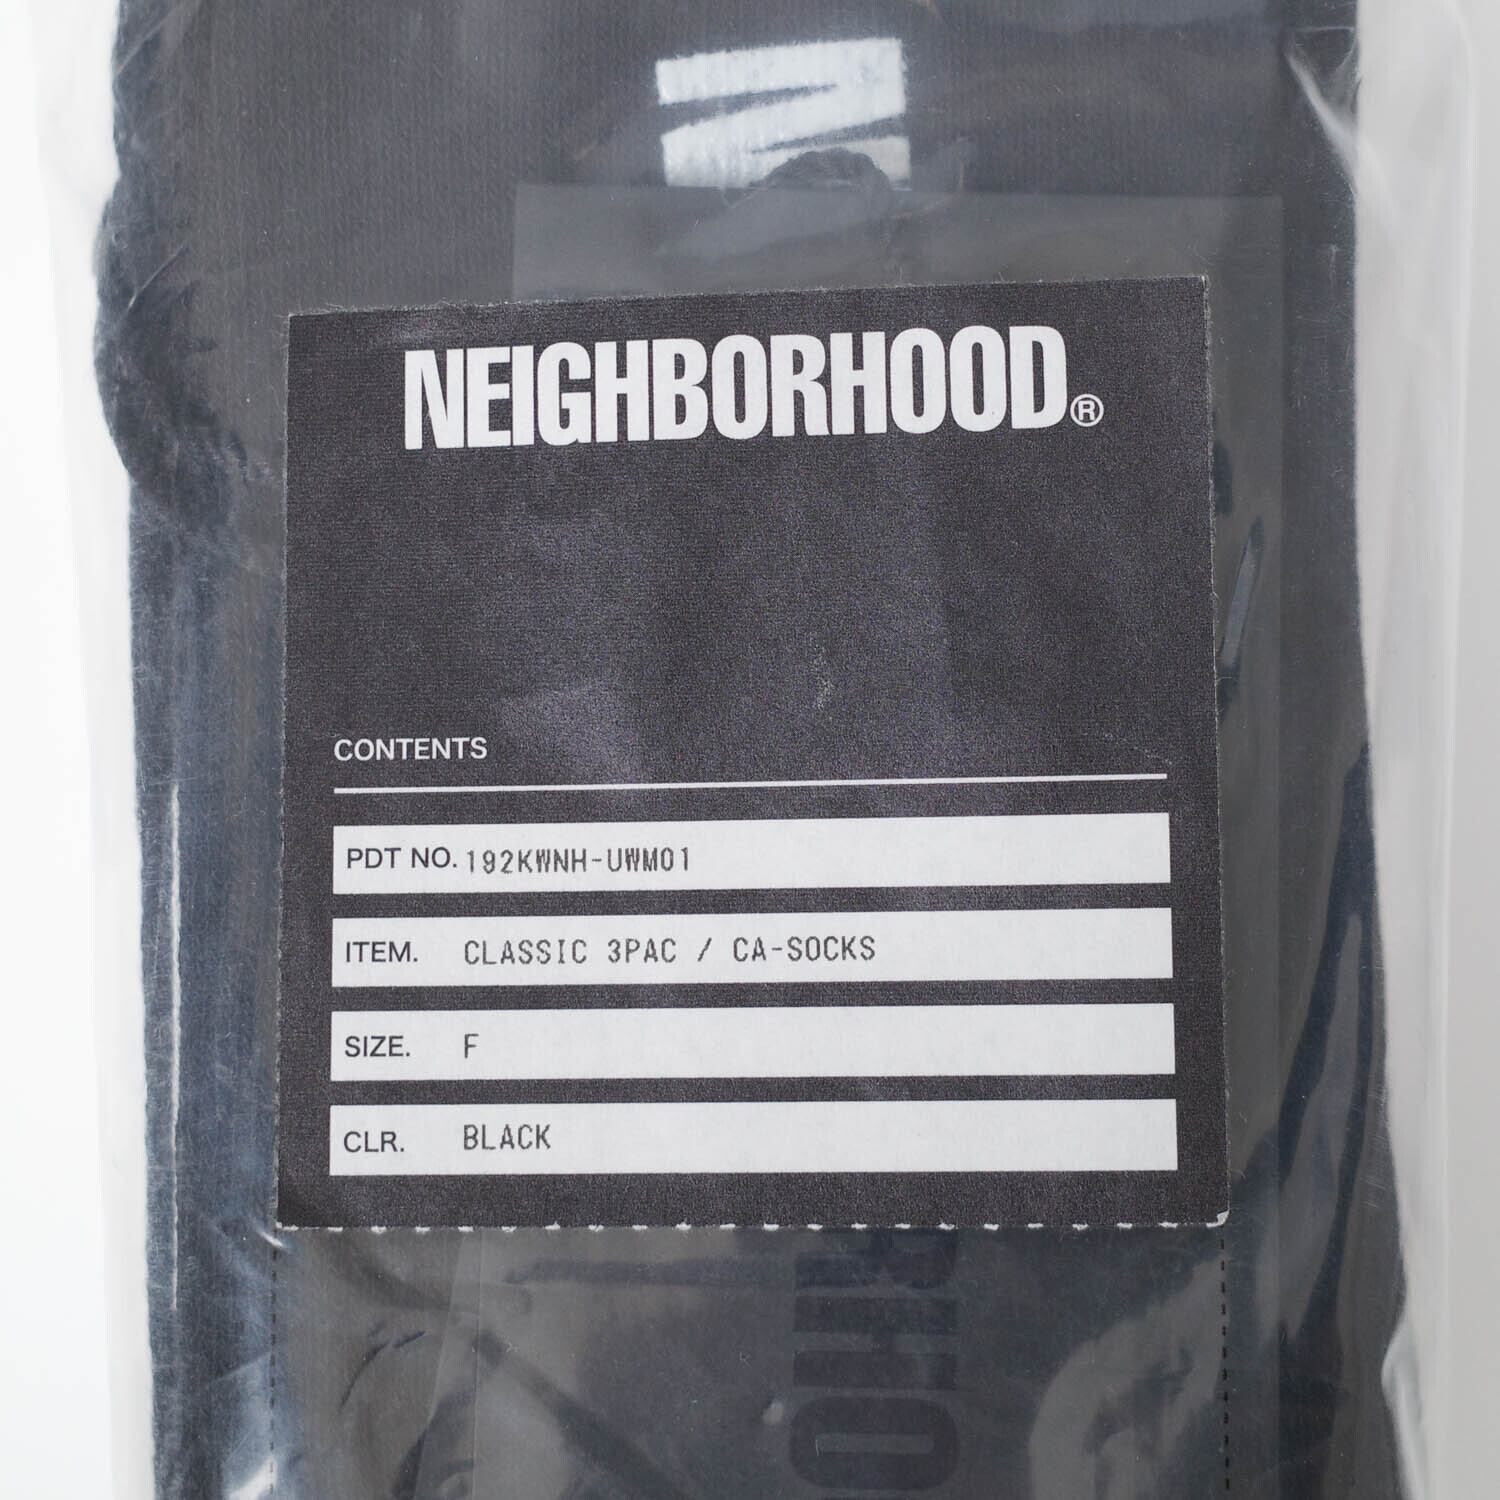 N
NEIGHBORHOOD®
CONTENTS
PDT NO. 192KWNH-UWM01
ITEM. CLASSIC 3PAC / CA-SOCKS
SIZE. F
CLR. BLACK